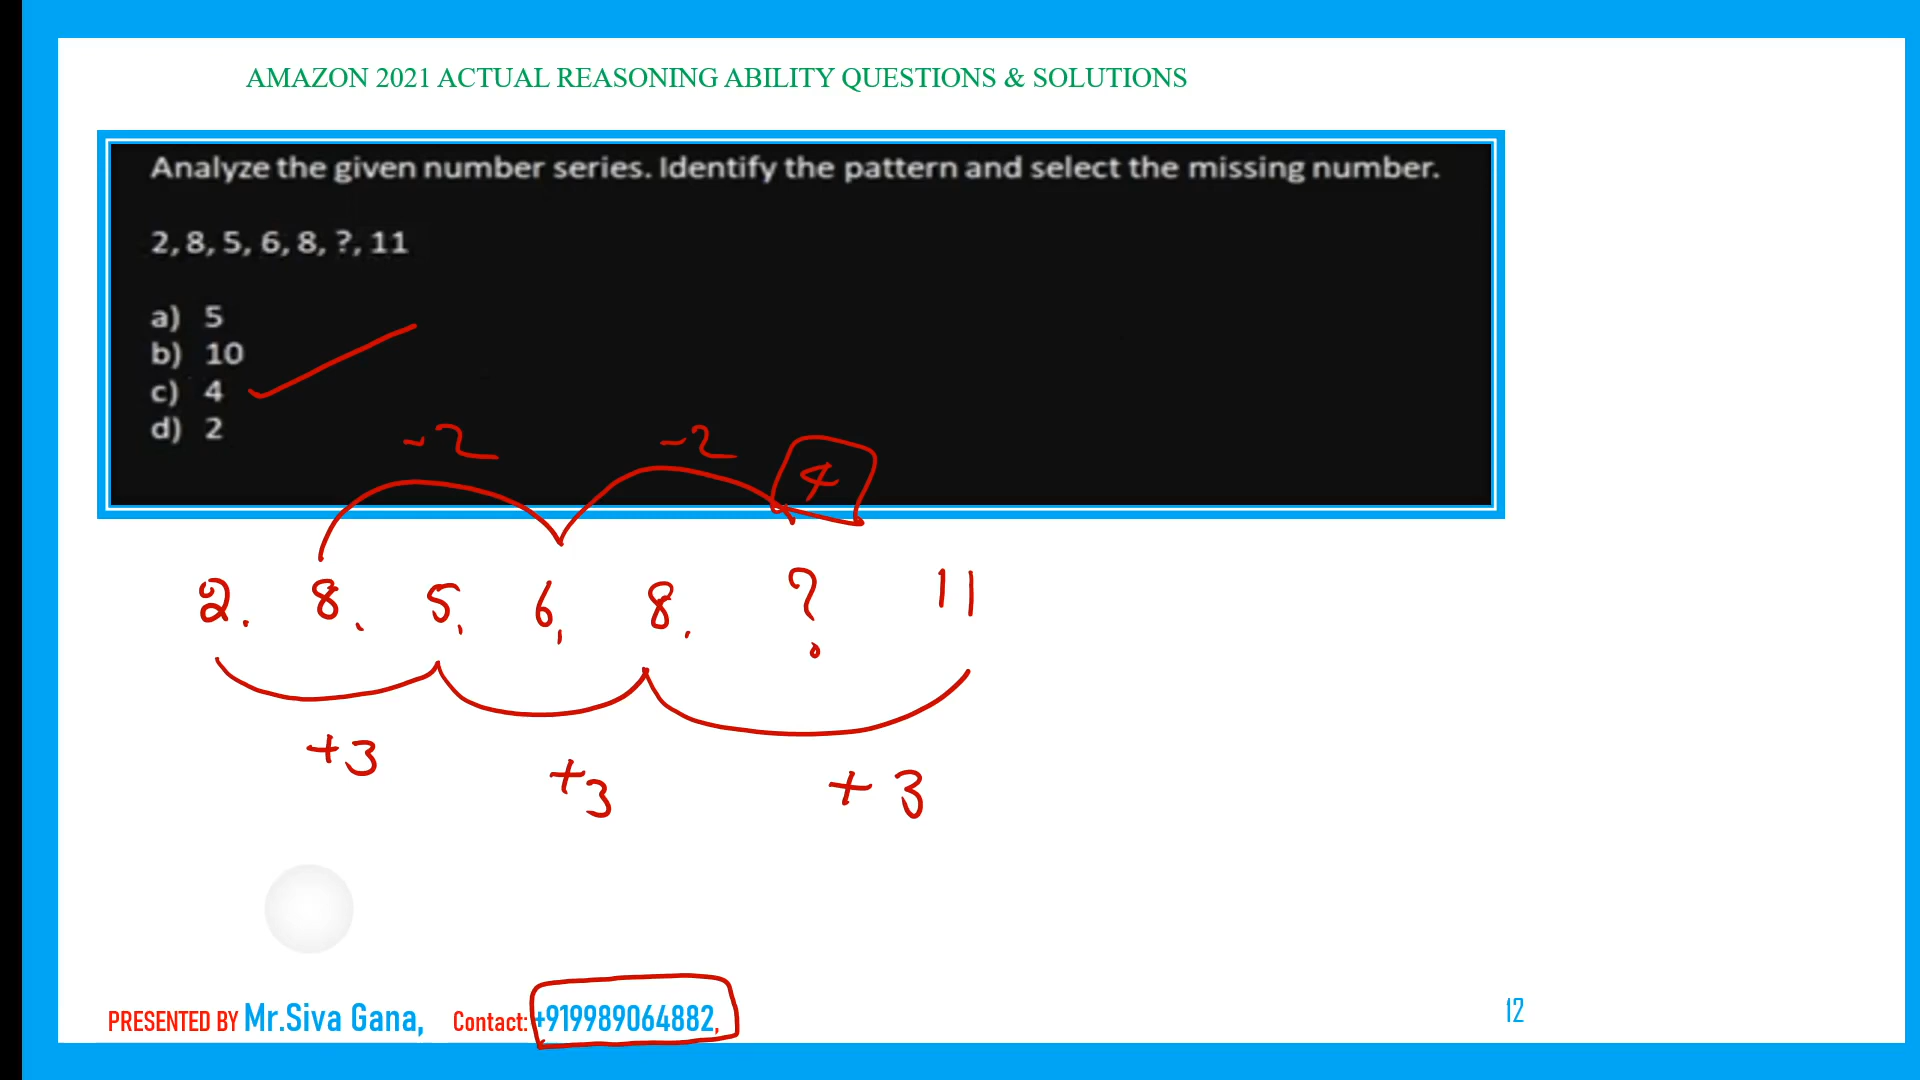 AMAZON 2021 ACTUAL REASONING ABILITY QUESTIONS & SOLUTIONS
Analyze the given number series. Identify the pattern and select the missing number.
2, 8, 5, 6, 8, ?, 11
a) 5
b) 10
c) 4
d) 2
-2 -2 4
2. 8, 5, 6, 8, ? 11
+3 +3 +3
PRESENTED BY Mr.Siva Gana, Contact: +919989064882,
12